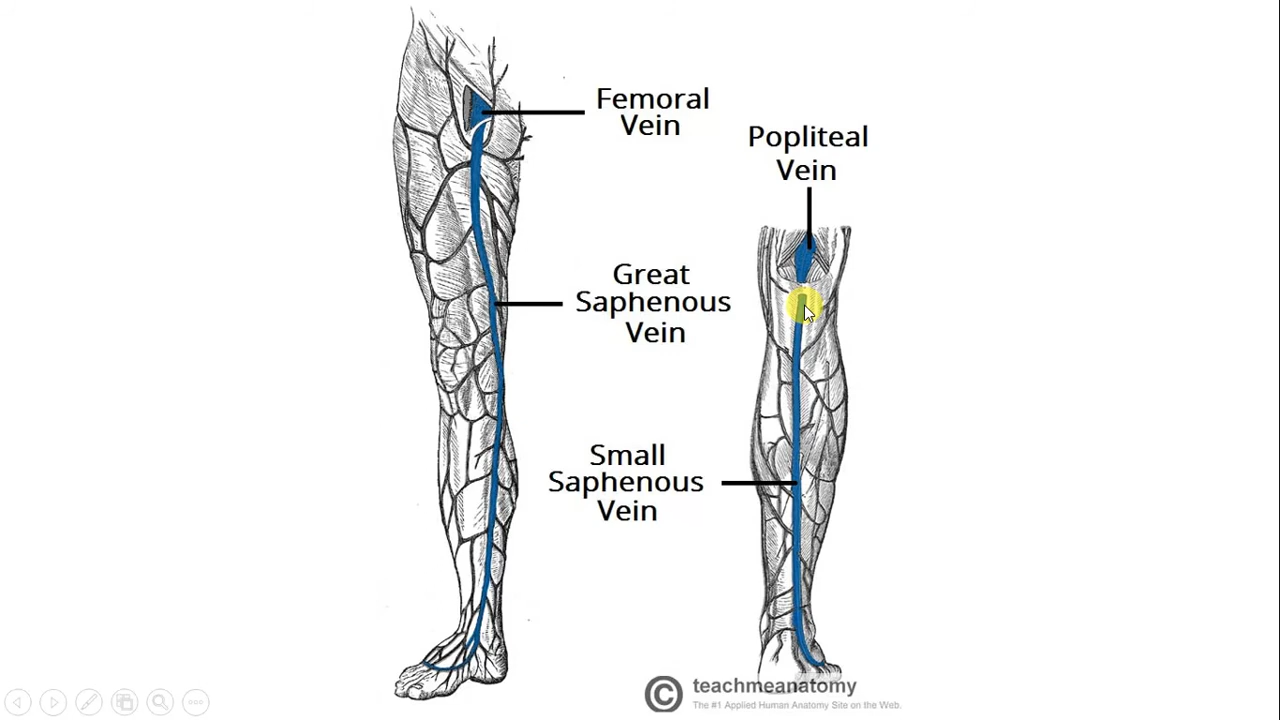 Femoral
Vein
Popliteal
Vein
Great
Saphenous
Vein
Small
Saphenous
Vein
© teachmeanatomy
The #1 Applied Human Anatomy Site on the Web.